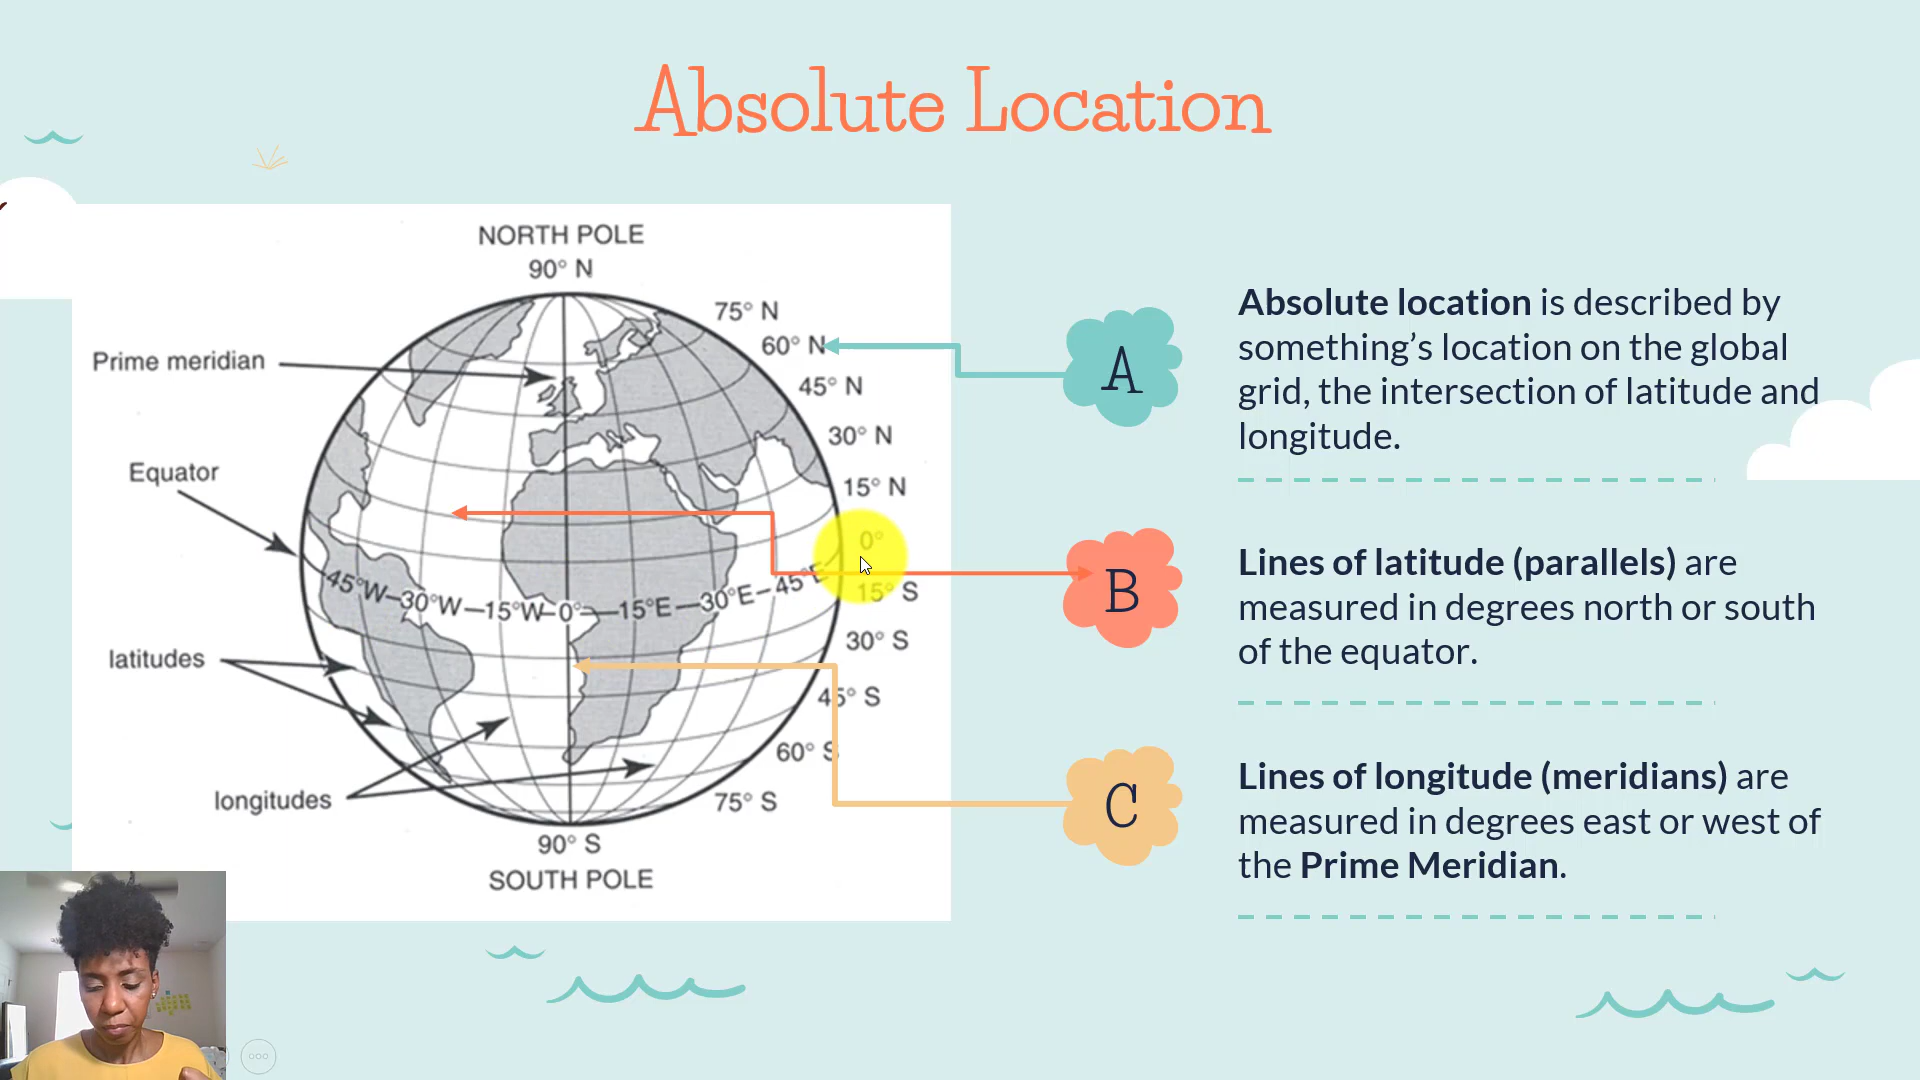 Absolute Location
NORTH POLE
90° N
75° N
60° N
Prime meridian
45° N
30° N
Equator
15° N
0°
45°W 30°W 15°W 0° 15°E 30°E 45°E
15° S
30° S
latitudes
45° S
60° S
longitudes
75° S
90° S
SOUTH POLE
A
Absolute location is described by
something’s location on the global
grid, the intersection of latitude and
longitude.
B
Lines of latitude (parallels) are
measured in degrees north or south
of the equator.
C
Lines of longitude (meridians) are
measured in degrees east or west of
the Prime Meridian.